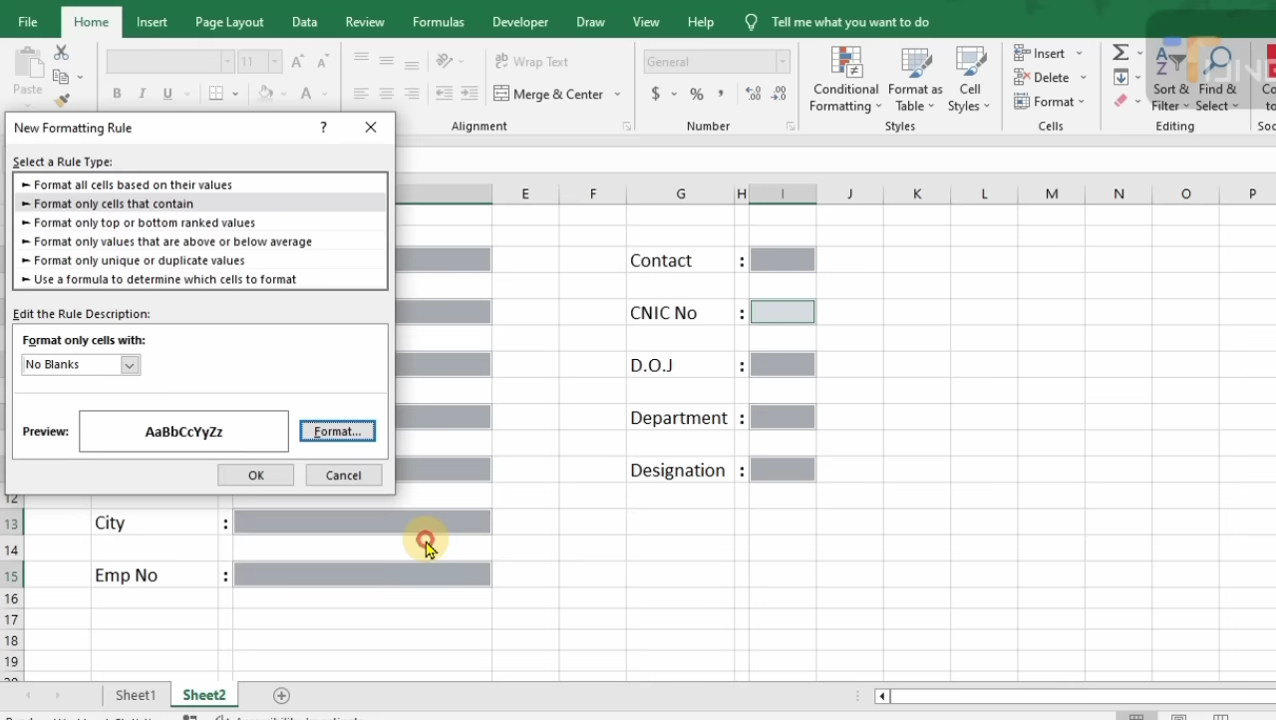 File Home Insert Page Layout Data Review Formulas Developer Draw View Help Tell me what you want to do
11 A A Wrap Text General Insert
Paste B I U Merge & Center $ % , Conditional Formatting Format as Table Cell Styles Delete Sort & Filter Find & Select
Format
Alignment Number Styles Cells Editing
New Formatting Rule ? ×
Select a Rule Type:
► Format all cells based on their values
► Format only cells that contain
► Format only top or bottom ranked values
► Format only values that are above or below average
► Format only unique or duplicate values
► Use a formula to determine which cells to format
Edit the Rule Description:
Format only cells with:
No Blanks
Preview: AaBbCcYyZz Format...
OK Cancel
E F G H I J K L M N O P
Contact :
CNIC No :
D.O.J :
Department :
Designation :
12
13 City :
14
15 Emp No :
16
17
18
19
Sheet1 Sheet2